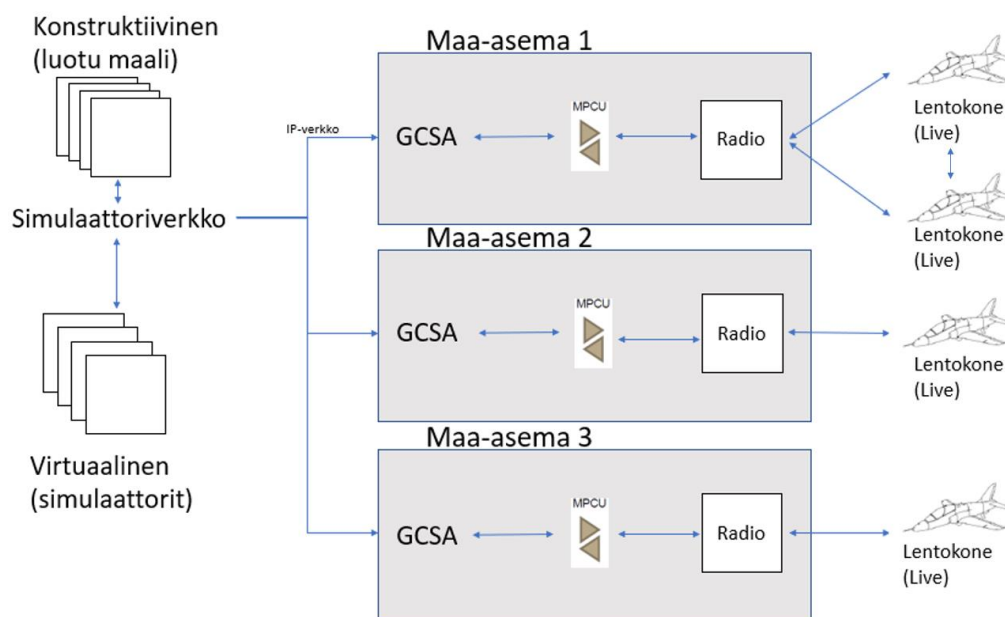 Konstruktiivinen
(luotu maali)
Simulaattoriverkko
Virtuaalinen
(simulaattorit)
IP-verkko
Maa-asema 1
GCSA
MPCU
Radio
Lentokone
(Live)
Lentokone
(Live)
Maa-asema 2
GCSA
MPCU
Radio
Lentokone
(Live)
Maa-asema 3
GCSA
MPCU
Radio
Lentokone
(Live)